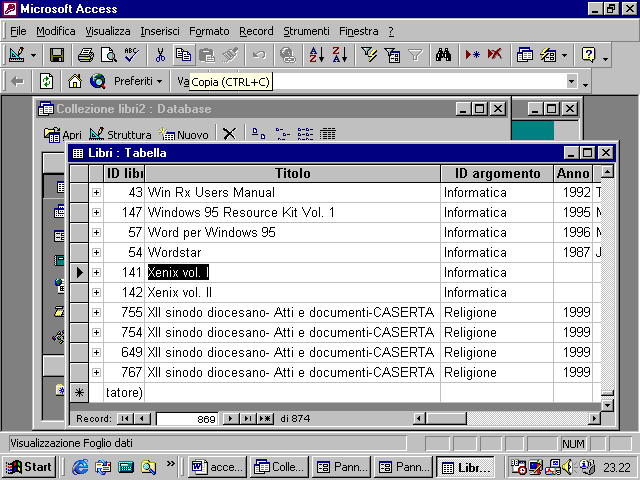 Microsoft Access
File Modifica Visualizza Inserisci Formato Record Strumenti Finestra ?
Preferiti Va
Copia (CTRL+C)
Collezione libri2 : Database
Apri Struttura Nuovo
Libri : Tabella
ID libr Titolo ID argomento Anno
43 Win Rx Users Manual Informatica 1992 T
147 Windows 95 Resource Kit Vol. 1 Informatica 1995 M
57 Word per Windows 95 Informatica 1996 M
54 Wordstar Informatica 1987 J
141 Xenix vol. I Informatica
142 Xenix vol. II Informatica
755 XII sinodo diocesano- Atti e documenti-CASERTA Religione 1999
754 XII sinodo diocesano- Atti e documenti-CASERTA Religione 1999
649 XII sinodo diocesano- Atti e documenti-CASERTA Religione 1999
767 XII sinodo diocesano- Atti e documenti-CASERTA Religione 1999
tatore)
Record: 869 di 874
Visualizzazione Foglio dati NUM
Start acce... Colle... Pann... Pann... Libr... 23.22